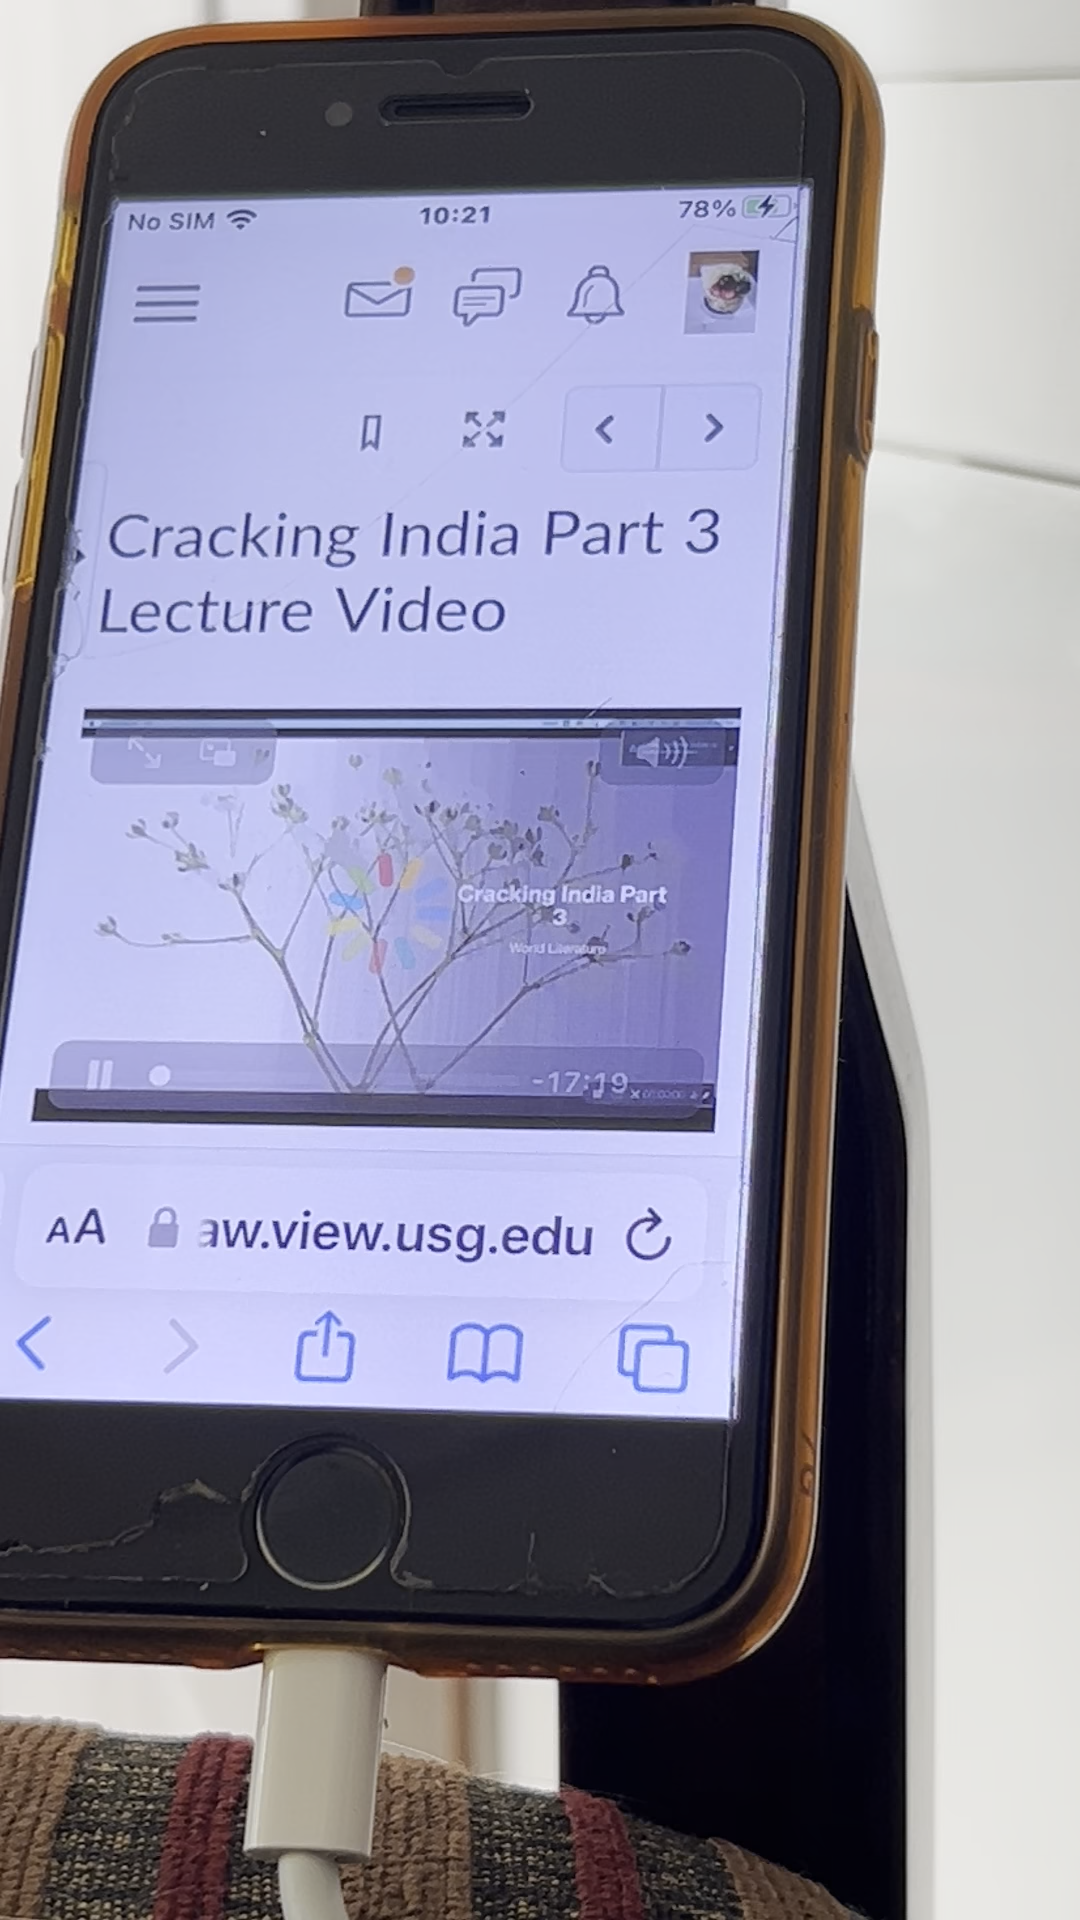 No SIM
10:21
78%
Cracking India Part 3
Lecture Video
Cracking India Part
3
World Literature
-17:19
AA
aw.view.usg.edu